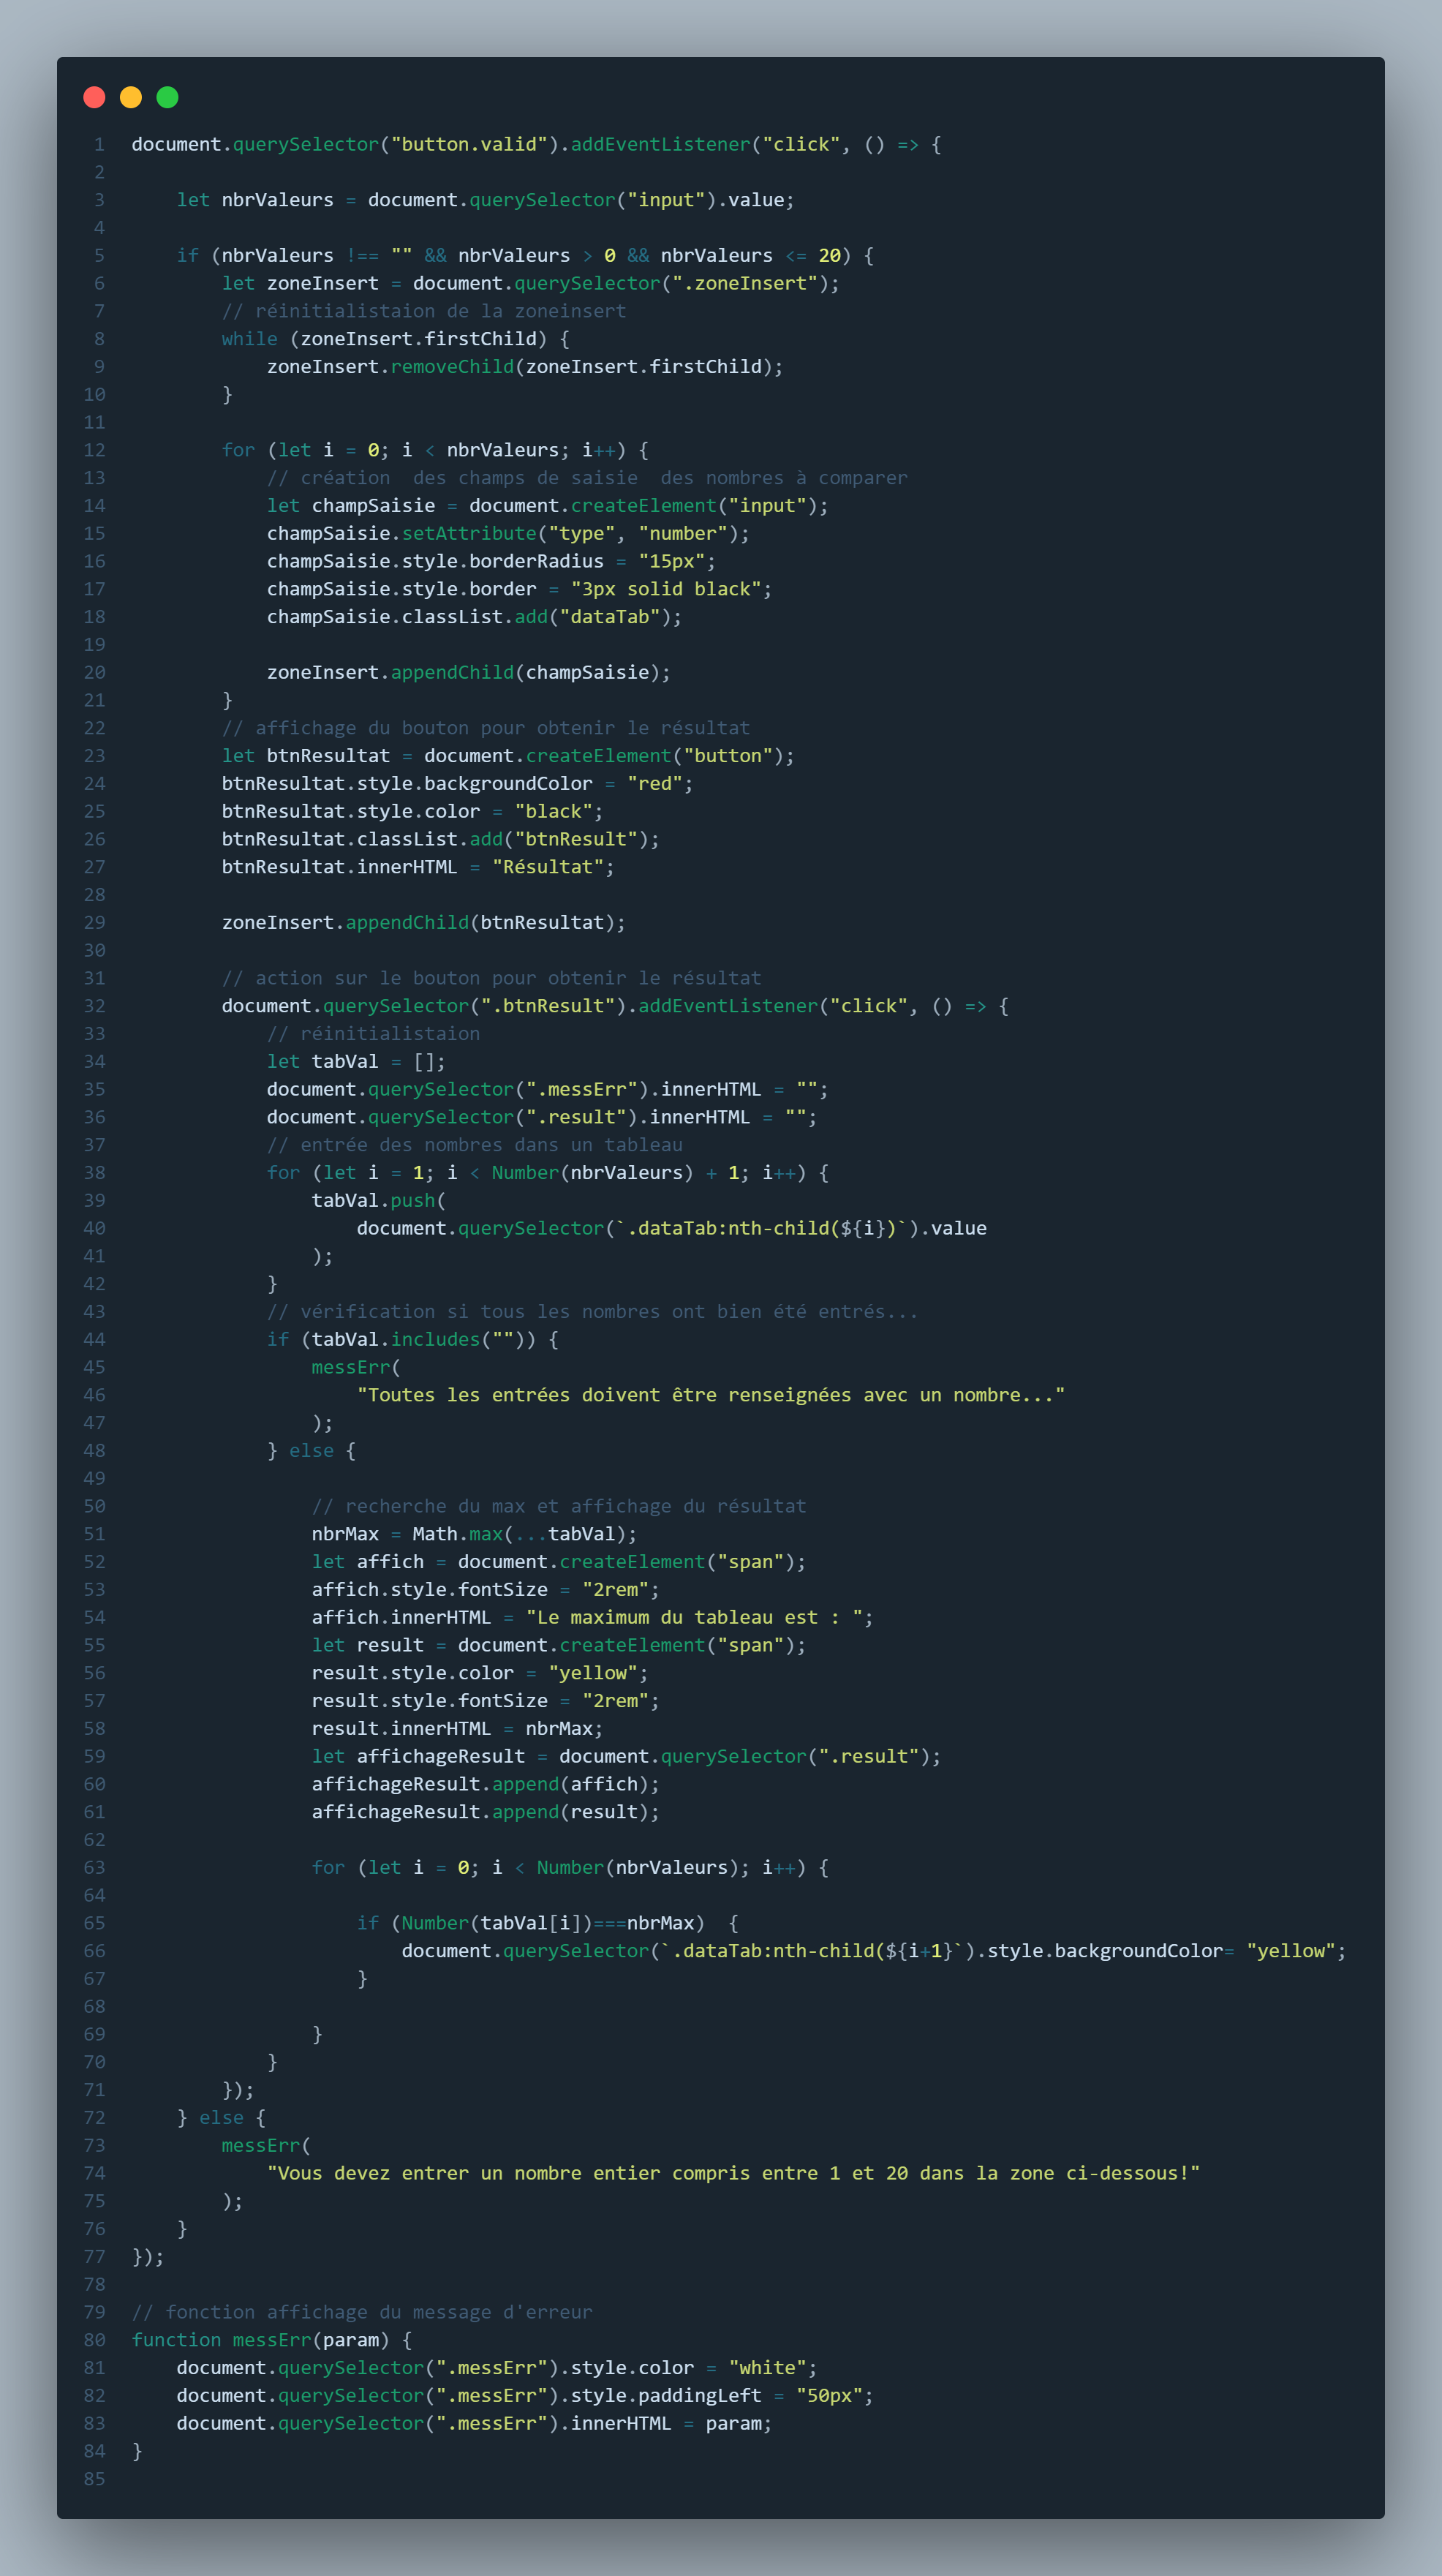 1 document.querySelector("button.valid").addEventListener("click", () => {
2
3     let nbrValeurs = document.querySelector("input").value;
4
5     if (nbrValeurs !== "" && nbrValeurs > 0 && nbrValeurs <= 20) {
6         let zoneInsert = document.querySelector(".zoneInsert");
7         // réinitialistaion de la zoneinsert
8         while (zoneInsert.firstChild) {
9             zoneInsert.removeChild(zoneInsert.firstChild);
10         }
11
12         for (let i = 0; i < nbrValeurs; i++) {
13             // création  des champs de saisie  des nombres à comparer
14             let champSaisie = document.createElement("input");
15             champSaisie.setAttribute("type", "number");
16             champSaisie.style.borderRadius = "15px";
17             champSaisie.style.border = "3px solid black";
18             champSaisie.classList.add("dataTab");
19
20             zoneInsert.appendChild(champSaisie);
21         }
22         // affichage du bouton pour obtenir le résultat
23         let btnResultat = document.createElement("button");
24         btnResultat.style.backgroundColor = "red";
25         btnResultat.style.color = "black";
26         btnResultat.classList.add("btnResult");
27         btnResultat.innerHTML = "Résultat";
28
29         zoneInsert.appendChild(btnResultat);
30
31         // action sur le bouton pour obtenir le résultat
32         document.querySelector(".btnResult").addEventListener("click", () => {
33             // réinitialistaion
34             let tabVal = [];
35             document.querySelector(".messErr").innerHTML = "";
36             document.querySelector(".result").innerHTML = "";
37             // entrée des nombres dans un tableau
38             for (let i = 1; i < Number(nbrValeurs) + 1; i++) {
39                 tabVal.push(
40                     document.querySelector(`.dataTab:nth-child(${i})`).value
41                 );
42             }
43             // vérification si tous les nombres ont bien été entrés...
44             if (tabVal.includes("")) {
45                 messErr(
46                     "Toutes les entrées doivent être renseignées avec un nombre..."
47                 );
48             } else {
49
50                 // recherche du max et affichage du résultat
51                 nbrMax = Math.max(...tabVal);
52                 let affich = document.createElement("span");
53                 affich.style.fontSize = "2rem";
54                 affich.innerHTML = "Le maximum du tableau est : ";
55                 let result = document.createElement("span");
56                 result.style.color = "yellow";
57                 result.style.fontSize = "2rem";
58                 result.innerHTML = nbrMax;
59                 let affichageResult = document.querySelector(".result");
60                 affichageResult.append(affich);
61                 affichageResult.append(result);
62
63                 for (let i = 0; i < Number(nbrValeurs); i++) {
64
65                     if (Number(tabVal[i])===nbrMax)  {
66                         document.querySelector(`.dataTab:nth-child(${i+1}`).style.backgroundColor= "yellow";
67                     }
68
69                 }
70             }
71         });
72     } else {
73         messErr(
74             "Vous devez entrer un nombre entier compris entre 1 et 20 dans la zone ci-dessous!"
75         );
76     }
77 });
78
79 // fonction affichage du message d'erreur
80 function messErr(param) {
81     document.querySelector(".messErr").style.color = "white";
82     document.querySelector(".messErr").style.paddingLeft = "50px";
83     document.querySelector(".messErr").innerHTML = param;
84 }
85